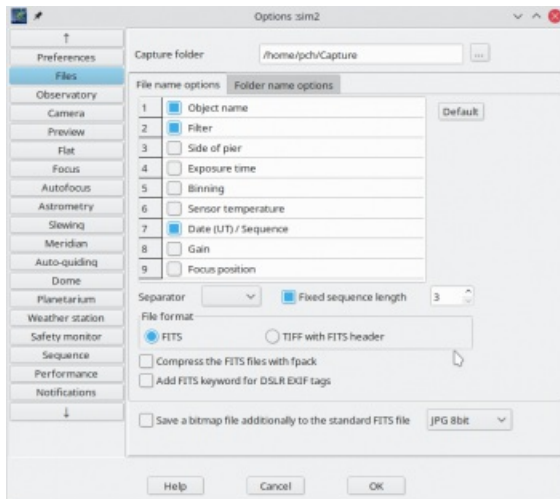 Options :sim2
↑
Preferences
Files
Observatory
Camera
Preview
Flat
Focus
Autofocus
Astrometry
Slewing
Meridian
Auto-guiding
Dome
Planetarium
Weather station
Safety monitor
Sequence
Performance
Notifications
↓
Capture folder /home/pch/Capture ...
File name options Folder name options
1 Object name
2 Filter
3 Side of pier
4 Exposure time
5 Binning
6 Sensor temperature
7 Date (UT) / Sequence
8 Gain
9 Focus position
Default
Separator Fixed sequence length 3
File format
FITS TIFF with FITS header
Compress the FITS files with fpack
Add FITS keyword for DSLR EXIF tags
Save a bitmap file additionally to the standard FITS file JPG 8bit
Help Cancel OK